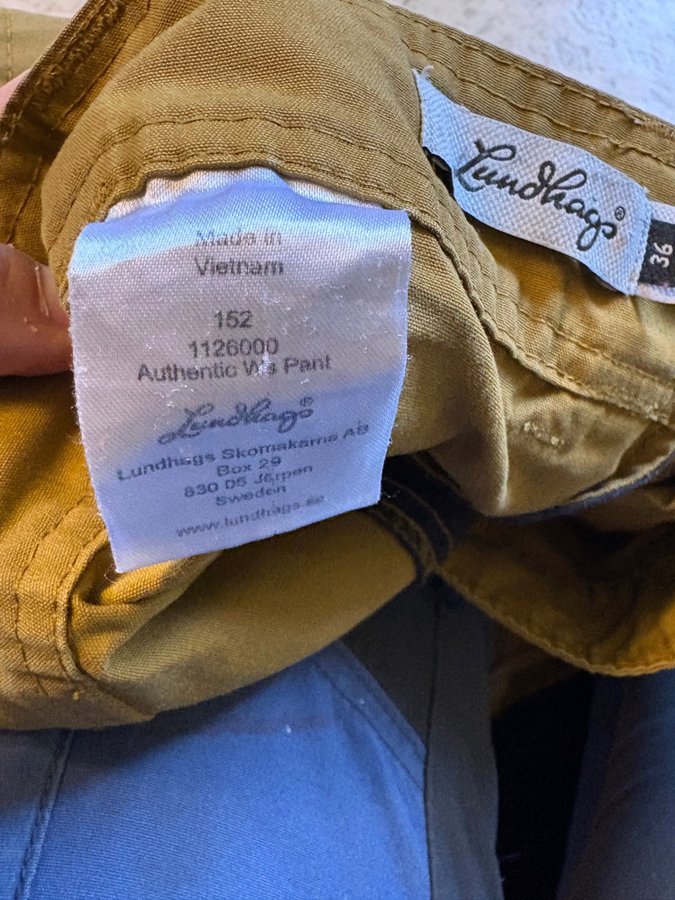 Lundhags®
36
Made in
Vietnam
152
1126000
Authentic Ws Pant
Lundhags
Lundhags Skomakarna AB
Box 29
830 05 Järpen
Sweden
www.lundhags.se